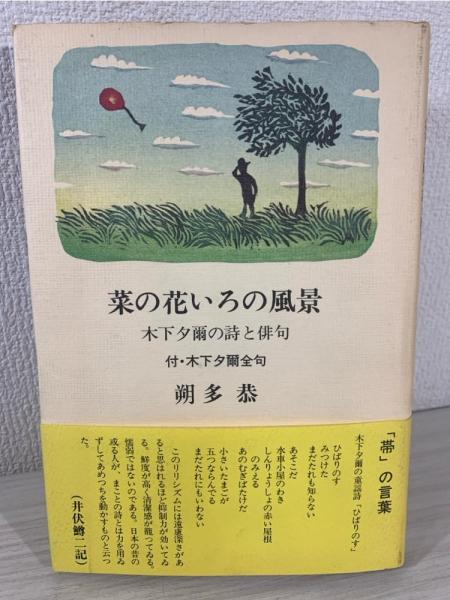 菜の花いろの風景
木下夕爾の詩と俳句
付・木下夕爾全句
朔多 恭
「帯」の言葉
木下夕爾の童謡詩「ひばりのす」
ひばりのす
みつけた
まだたれも知らない
あそこだ
水車小屋のわき
しんりょうしょの赤い屋根
のみえる
あのむぎばたけだ
小さいたまごが
五つならんでる
まだたれにもいわない
このリリシズムには遠慮深さがあ
ると思はれるほど抑制力が効いてゐ
る。鮮度が高く清潔感が籠つてゐる。
懦弱ではないのである。日本の昔の
或る人が、まことの詩とは力を用ゐ
ずしてあめつちを動かすものと云つ
た。
（井伏鱒二記）